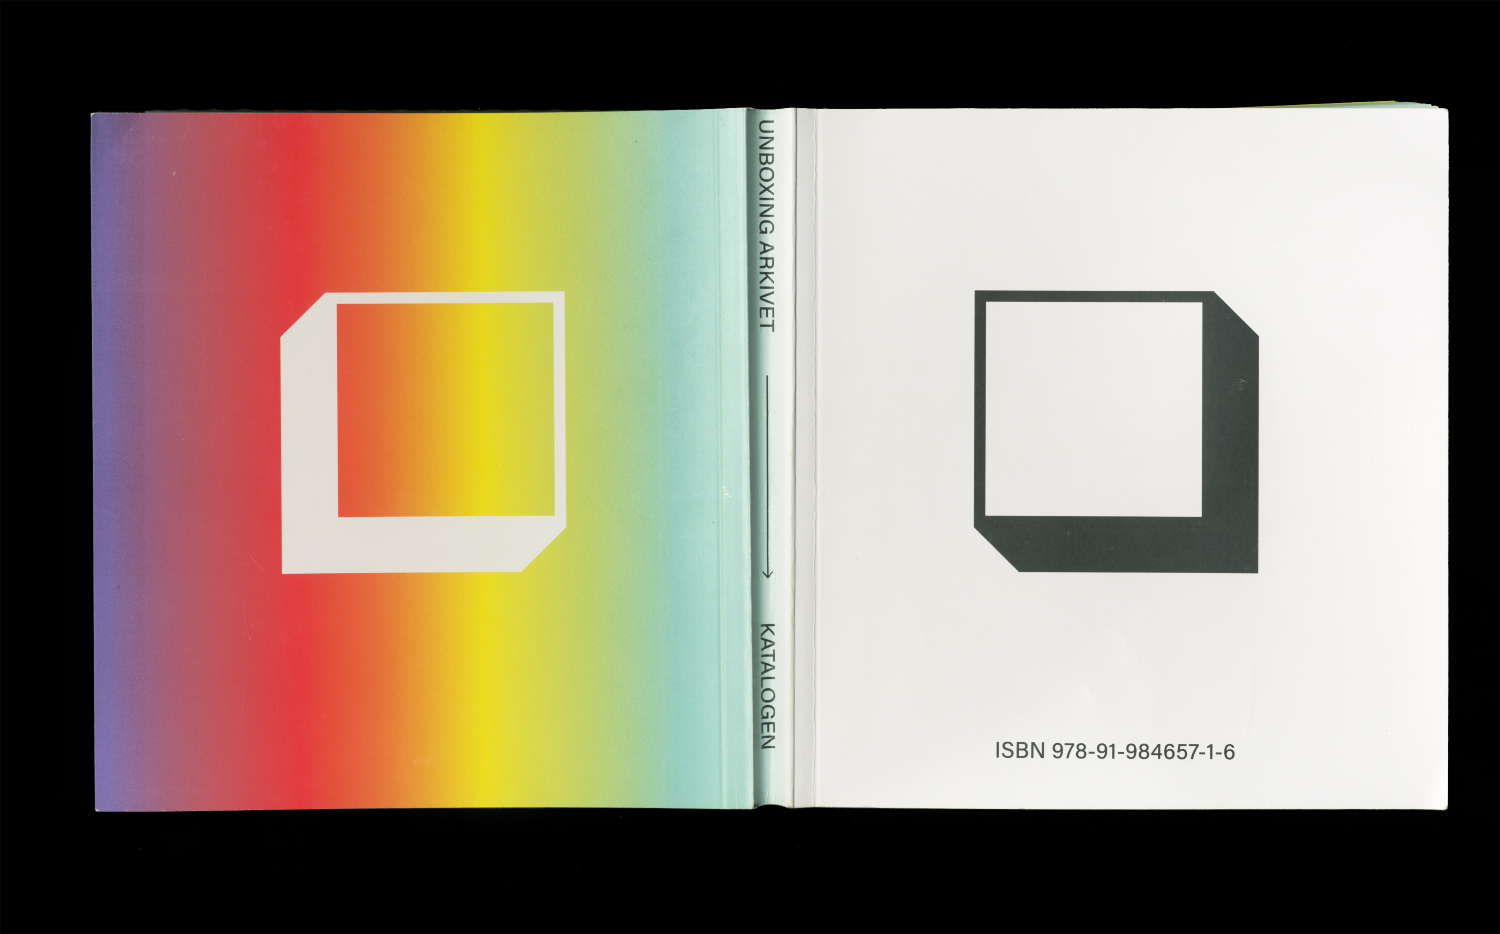 UNBOXING ARKIVET → KATALOGEN
ISBN 978-91-984657-1-6